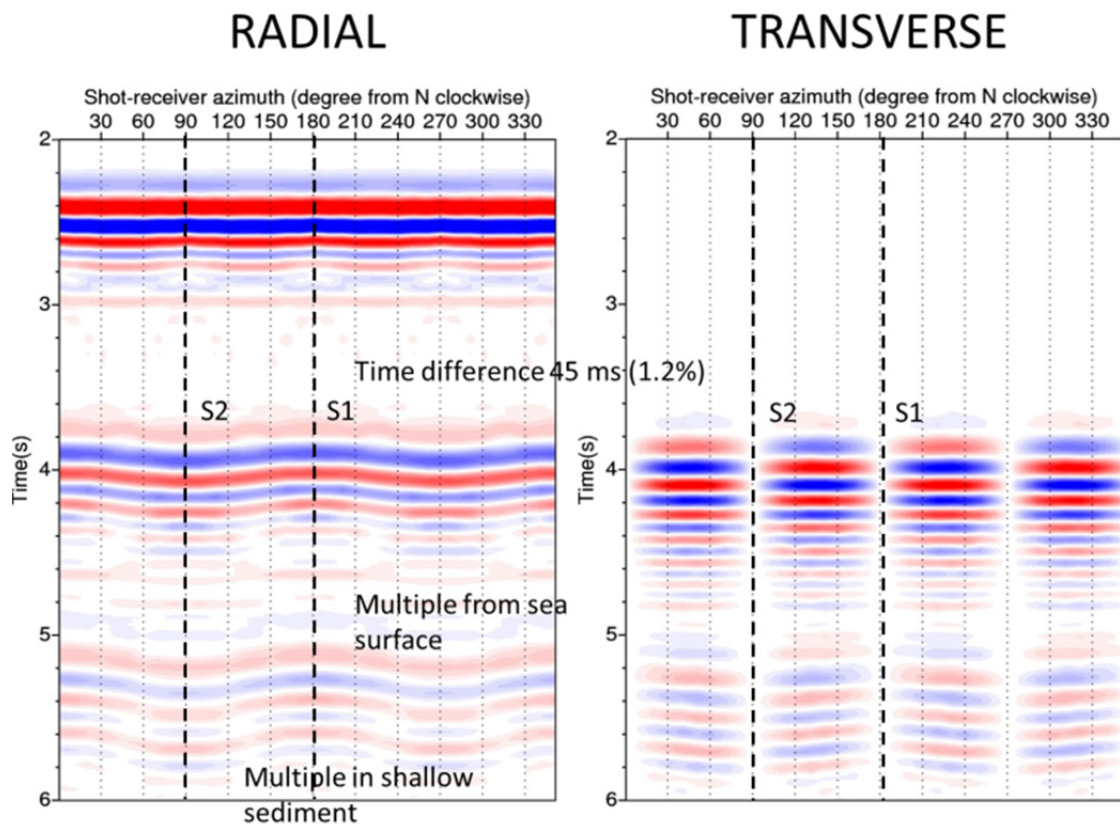 RADIAL
TRANSVERSE
Shot-receiver azimuth (degree from N clockwise)
30 60 90 120 150 180 210 240 270 300 330
Shot-receiver azimuth (degree from N clockwise)
30 60 90 120 150 180 210 240 270 300 330
2
3
4
5
6
Time(s)
2
3
4
5
6
Time(s)
Time difference 45 ms (1.2%)
S2
S1
S2
S1
Multiple from sea
surface
Multiple in shallow
sediment